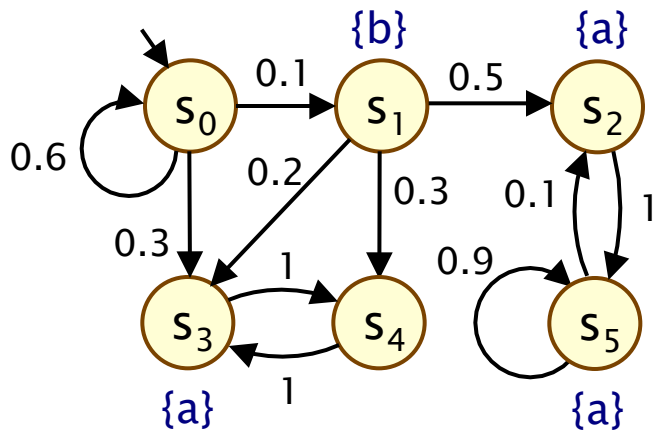 {b} {a}
0.1 0.5
s0 s1 s2
0.6 0.2 0.3 0.1 1
0.3 1 0.9
s3 s4 s5
1
{a} {a}